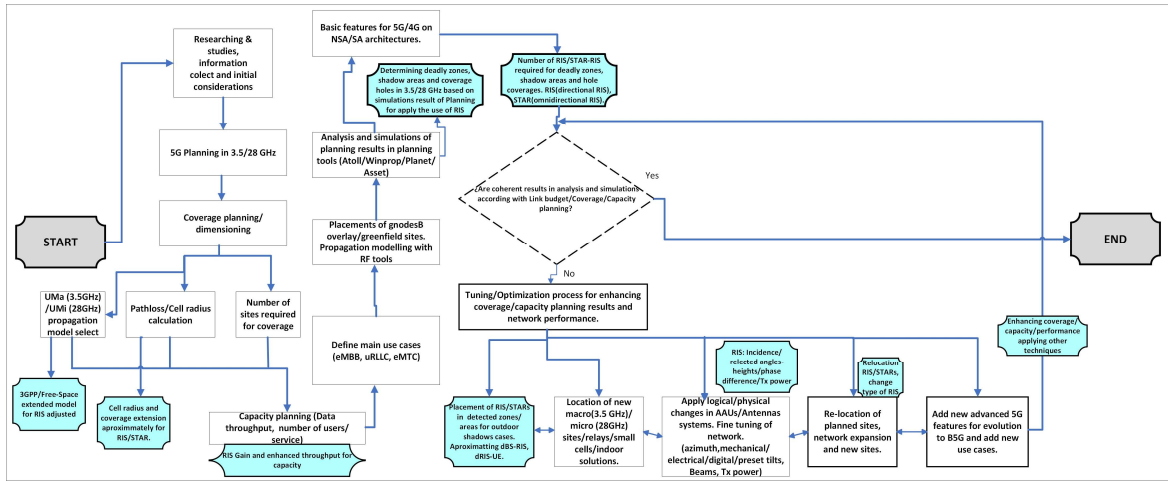 START
Researching &
studies,
information
colect and initial
considerations
5G Planning in 3.5/28 GHz
Coverage planning/
dimensioning
UMa (3.5GHz)
/UMi (28GHz)
propagation
model select
Pathloss/Cell radius
calculation
Number of
sites required
for coverage
3GPP/Free-Space
extended model
for RIS adjusted
Cell radius and
coverage extension
aproximmately for
RIS/STAR.
Capacity planning (Data
throughput, number of users/
service)
RIS Gain and enhanced throughput for
capacity
Define main use cases
(eMBB, uRLLC, eMTC)
Placements of gnodesB
overlay/greenfield sites.
Propagation modelling with
RF tools
Analysis and simulations of
planning results in planning
tools (Atoll/Winprop/Planet/
Asset)
Determing deadly zones,
shadow areas and coverage
holes in 3.5/28 GHz based on
simulations result of Planning
for apply the use of RIS
Basic features for 5G/4G on
NSA/SA architectures.
Number of RIS/STAR-RIS
required for deadly zones,
shadow areas and hole
coverages. RIS(directional RIS),
STAR(omnidirectional RIS).
¿Are coherent results in analysis and simulations
according with Link budget/Coverage/Capacity
planning?
Yes
END
No
Tuning/Optimization process for enhancing
coverage/capacity planning results and
network performance.
Placement of RIS/STARs in
detected zones/
areas for outdoor
shadows cases.
Aproximating dBS-RIS,
dRIS-UE.
Location of new
macro(3.5 GHz)/
micro (28GHz)
sites/relays/small
cells/indoor
solutions.
RIS: Incidence/
reflected angles-
heights/phase
difference/Tx power
Apply logical/physical
changes in AAUs/Antennas
systems. Fine tuning of
network.
(azimuth,mechanical/
electrical/digital/preset tilts,
Beams, Tx power)
Relocation
RIS/STARs,
change
type of RIS
Re-location of
planned sites,
network expansion
and new sites.
Enhancing coverage/
capacity/performance
applying other
techniques
Add new advanced 5G
features for evolution to
B5G and add new
use cases.